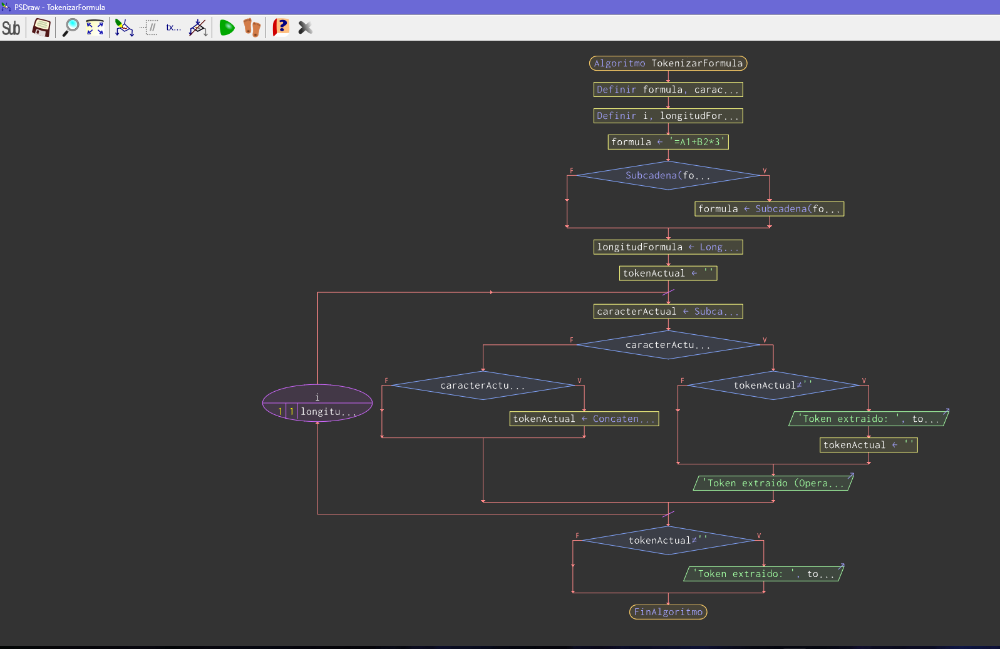 PSDraw - TokenizarFormula
Sub
//
tx...
?
Algoritmo TokenizarFormula
Definir formula, carac...
Definir i, longitudFor...
formula ← '=A1+B2*3'
F
V
Subcadena(fo...
formula ← Subcadena(fo...
longitudFormula ← Long...
tokenActual ← ''
caracterActual ← Subca...
F
V
caracterActu...
F
V
F
V
caracterActu...
tokenActual≠''
i
1 1 longitu...
tokenActual ← Concaten...
'Token extraido: ', to...
tokenActual ← ''
'Token extraido (Opera...
F
V
tokenActual≠''
'Token extraido: ', to...
FinAlgoritmo